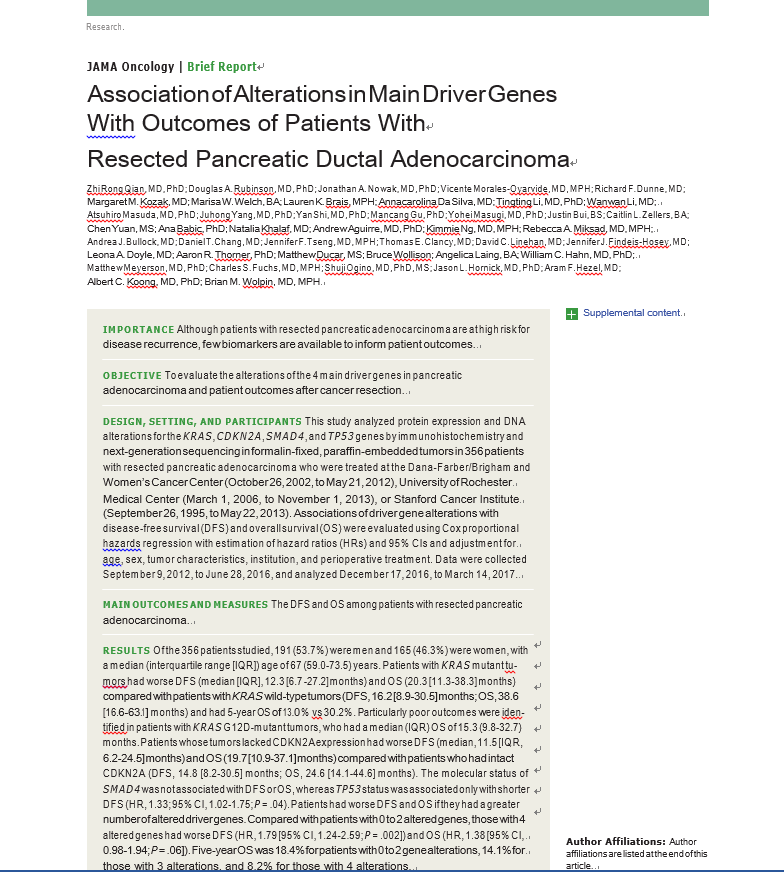 Research.
JAMA Oncology | Brief Report
Association of Alterations in Main Driver Genes
With Outcomes of Patients With
Resected Pancreatic Ductal Adenocarcinoma
Zhi Rong Qian, MD, PhD; Douglas A. Rubinson, MD, PhD; Jonathan A. Nowak, MD, PhD; Vicente Morales-Oyarvide, MD, MPH; Richard F. Dunne, MD;
Margaret M. Kozak, MD; Marisa W. Welch, BA; Lauren K. Brais, MPH; Annacarolina Da Silva, MD; Tingting Li, MD, PhD; Wanwan Li, MD;
Atsuhiro Masuda, MD, PhD; Juhong Yang, MD, PhD; Yan Shi, MD, PhD; Mancang Gu, PhD; Yohei Masugi, MD, PhD; Justin Bui, BS; Caitlin L. Zellers, BA;
Chen Yuan, MS; Ana Babic, PhD; Natalia Khalaf, MD; Andrew Aguirre, MD, PhD; Kimmie Ng, MD, MPH; Rebecca A. Miksad, MD, MPH;
Andrea J. Bullock, MD; Daniel T. Chang, MD; Jennifer F. Tseng, MD, MPH; Thomas E. Clancy, MD; David C. Linehan, MD; Jennifer J. Findeis-Hosey, MD;
Leona A. Doyle, MD; Aaron R. Thorner, PhD; Matthew Ducar, MS; Bruce Wollison; Angelica Laing, BA; William C. Hahn, MD, PhD;
Matthew Meyerson, MD, PhD; Charles S. Fuchs, MD, MPH; Shuji Ogino, MD, PhD, MS; Jason L. Hornick, MD, PhD; Aram F. Hezel, MD;
Albert C. Koong, MD, PhD; Brian M. Wolpin, MD, MPH.
Supplemental content
IMPORTANCE Although patients with resected pancreatic adenocarcinoma are at high risk for
disease recurrence, few biomarkers are available to inform patient outcomes.
OBJECTIVE To evaluate the alterations of the 4 main driver genes in pancreatic
adenocarcinoma and patient outcomes after cancer resection.
DESIGN, SETTING, AND PARTICIPANTS This study analyzed protein expression and DNA
alterations for the KRAS, CDKN2A, SMAD4, and TP53 genes by immunohistochemistry and
next-generation sequencing in formalin-fixed, paraffin-embedded tumors in 356 patients
with resected pancreatic adenocarcinoma who were treated at the Dana-Farber/Brigham and
Women's Cancer Center (October 26, 2002, to May 21, 2012), University of Rochester
Medical Center (March 1, 2006, to November 1, 2013), or Stanford Cancer Institute
(September 26, 1995, to May 22, 2013). Associations of driver gene alterations with
disease-free survival (DFS) and overall survival (OS) were evaluated using Cox proportional
hazards regression with estimation of hazard ratios (HRs) and 95% CIs and adjustment for
age, sex, tumor characteristics, institution, and perioperative treatment. Data were collected
September 9, 2012, to June 28, 2016, and analyzed December 17, 2016, to March 14, 2017.
MAIN OUTCOMES AND MEASURES The DFS and OS among patients with resected pancreatic
adenocarcinoma.
RESULTS Of the 356 patients studied, 191 (53.7%) were men and 165 (46.3%) were women, with
a median (interquartile range [IQR]) age of 67 (59.0-73.5) years. Patients with KRAS mutant tu-
mors had worse DFS (median [IQR], 12.3 [6.7-27.2] months) and OS (20.3 [11.3-38.3] months)
compared with patients with KRAS wild-type tumors (DFS, 16.2 [8.9-30.5] months; OS, 38.6
[16.6-63.1] months) and had 5-year OS of 13.0% vs 30.2%. Particularly poor outcomes were iden-
tified in patients with KRAS G12D-mutant tumors, who had a median (IQR) OS of 15.3 (9.8-32.7)
months. Patients whose tumors lacked CDKN2A expression had worse DFS (median, 11.5 [IQR,
6.2-24.5] months) and OS (19.7 [10.9-37.1] months) compared with patients who had intact
CDKN2A (DFS, 14.8 [8.2-30.5] months; OS, 24.6 [14.1-44.6] months). The molecular status of
SMAD4 was not associated with DFS or OS, whereas TP53 status was associated only with shorter
DFS (HR, 1.33; 95% CI, 1.02-1.75; P = .04). Patients had worse DFS and OS if they had a greater
number of altered driver genes. Compared with patients with 0 to 2 altered genes, those with 4
altered genes had worse DFS (HR, 1.79 [95% CI, 1.24-2.59; P = .002]) and OS (HR, 1.38 [95% CI,
0.98-1.94; P = .06]). Five-year OS was 18.4% for patients with 0 to 2 gene alterations, 14.1% for
those with 3 alterations, and 8.2% for those with 4 alterations.
Author Affiliations: Author
affiliations are listed at the end of this
article.